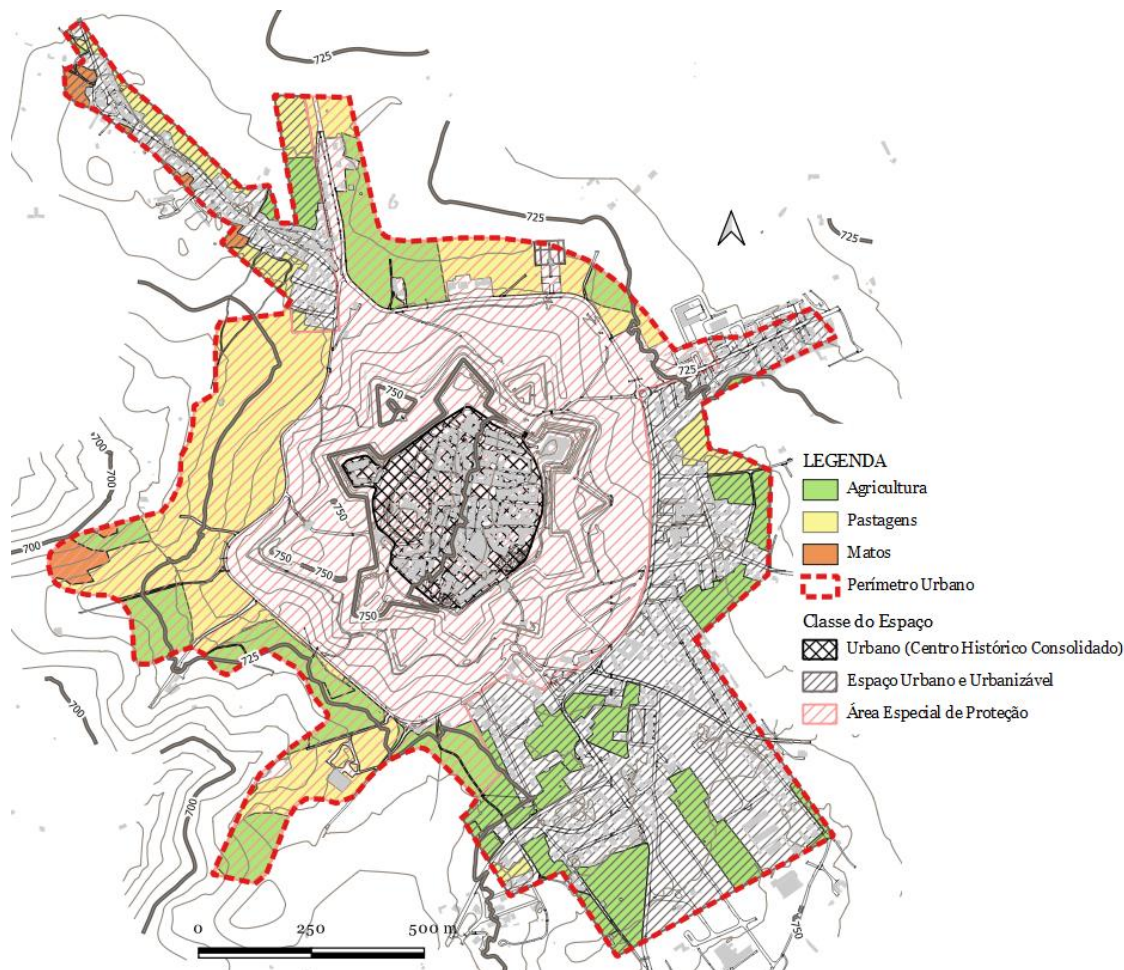 725
6
725
725
725
750
700
700
750
750
750
750
700
725
700
700
750
LEGENDA
Agricultura
Pastagens
Matos
Perímetro Urbano
Classe do Espaço
Urbano (Centro Histórico Consolidado)
Espaço Urbano e Urbanizável
Área Especial de Proteção
0 250 500 m